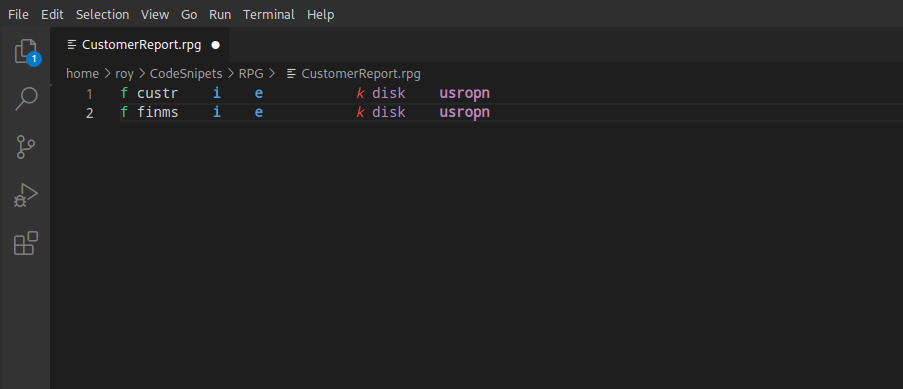 File Edit Selection View Go Run Terminal Help
CustomerReport.rpg
home > roy > CodeSnipets > RPG > CustomerReport.rpg
1
1 f custr i e k disk usropn
2 f finms i e k disk usropn